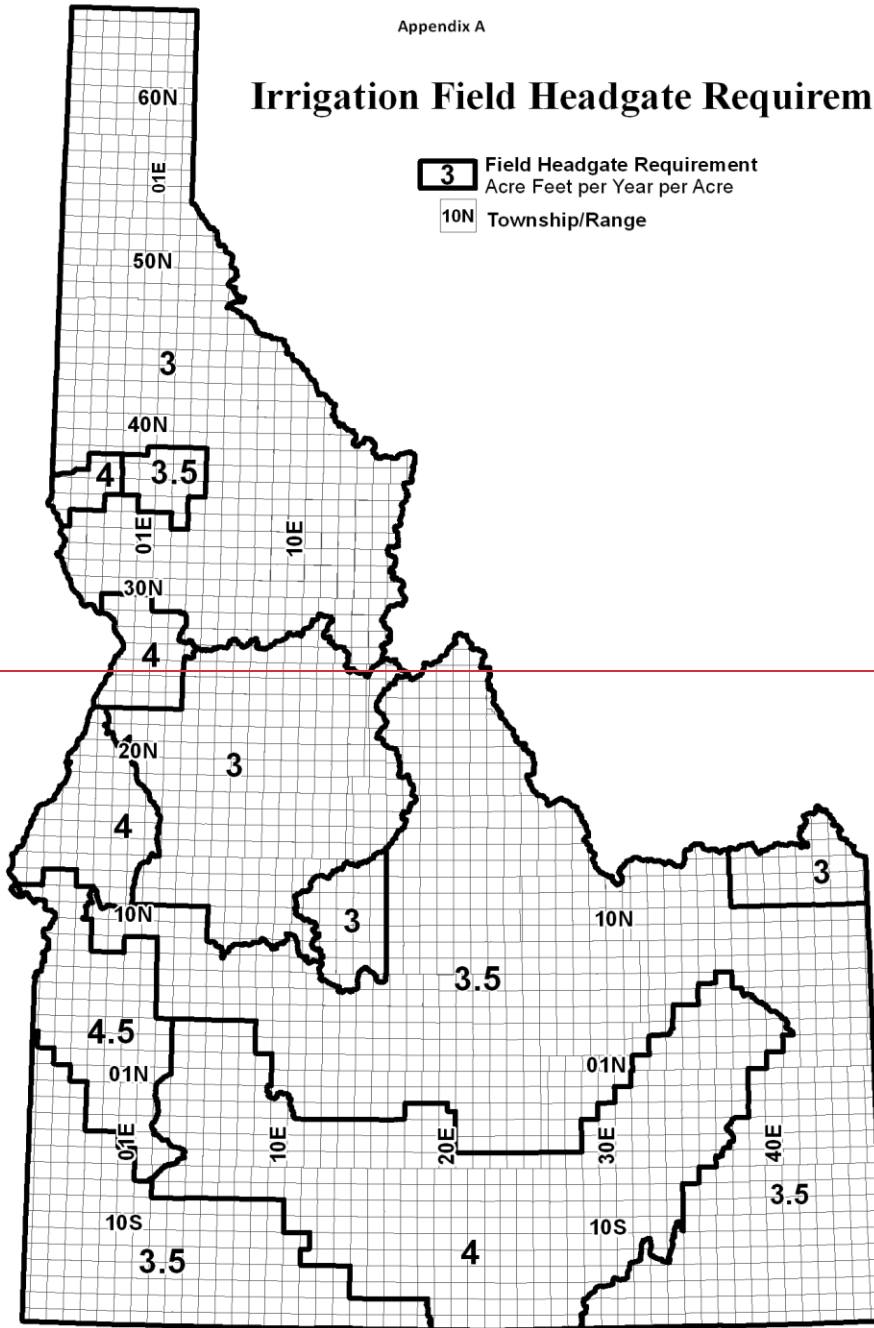 Appendix A
Irrigation Field Headgate Requirem
3 Field Headgate Requirement
Acre Feet per Year per Acre
10N Township/Range
60N
01E
50N
3
40N
4 3.5
01E 10E
30N
4
20N
3
4
3
10N 3 10N
3.5
4.5
01N 01N
01E 10E 20E 30E 40E
3.5
10S 10S
3.5 4